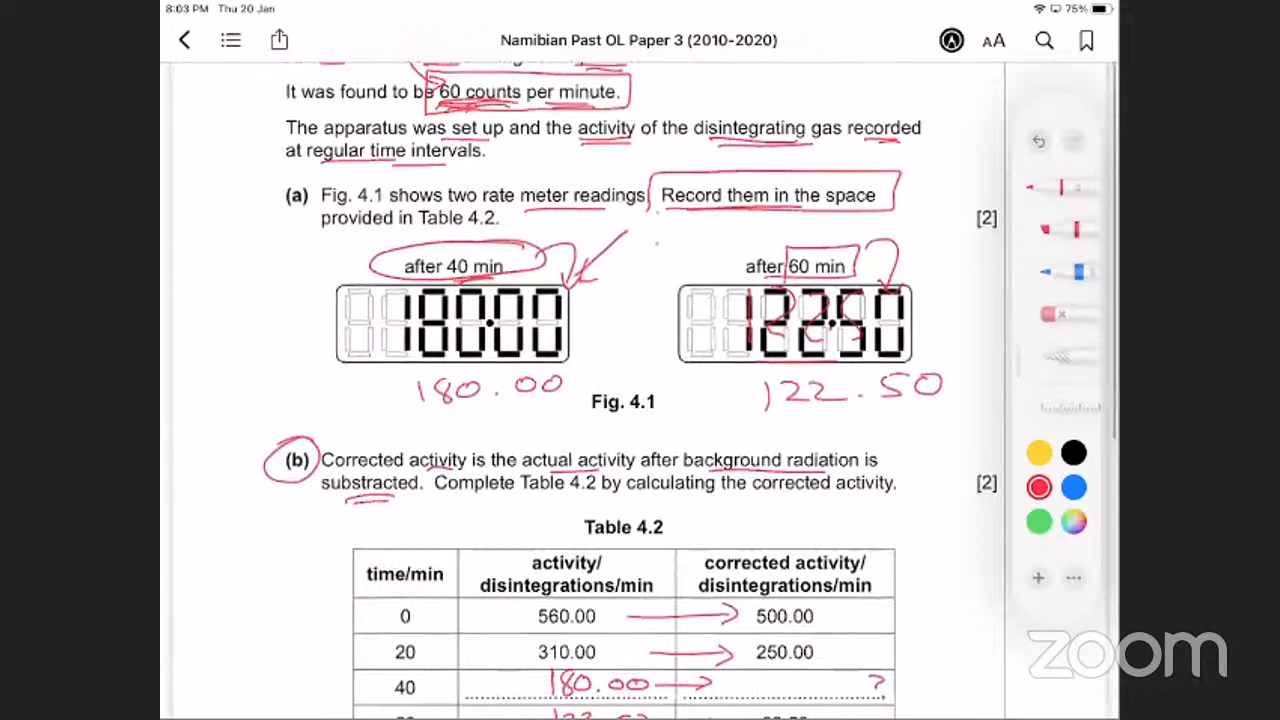 8:03 PM Thu 20 Jan
75%
Namibian Past OL Paper 3 (2010-2020)
AA
It was found to be 60 counts per minute.
The apparatus was set up and the activity of the disintegrating gas recorded
at regular time intervals.
(a) Fig. 4.1 shows two rate meter readings. Record them in the space
provided in Table 4.2.
[2]
after 40 min
after 60 min
180.00
122.50
180.00
122.50
Fig. 4.1
(b) Corrected activity is the actual activity after background radiation is
substracted. Complete Table 4.2 by calculating the corrected activity.
[2]
Table 4.2
time/min
activity/
disintegrations/min
corrected activity/
disintegrations/min
0 560.00 500.00
20 310.00 250.00
40 180.00 ?
zoom